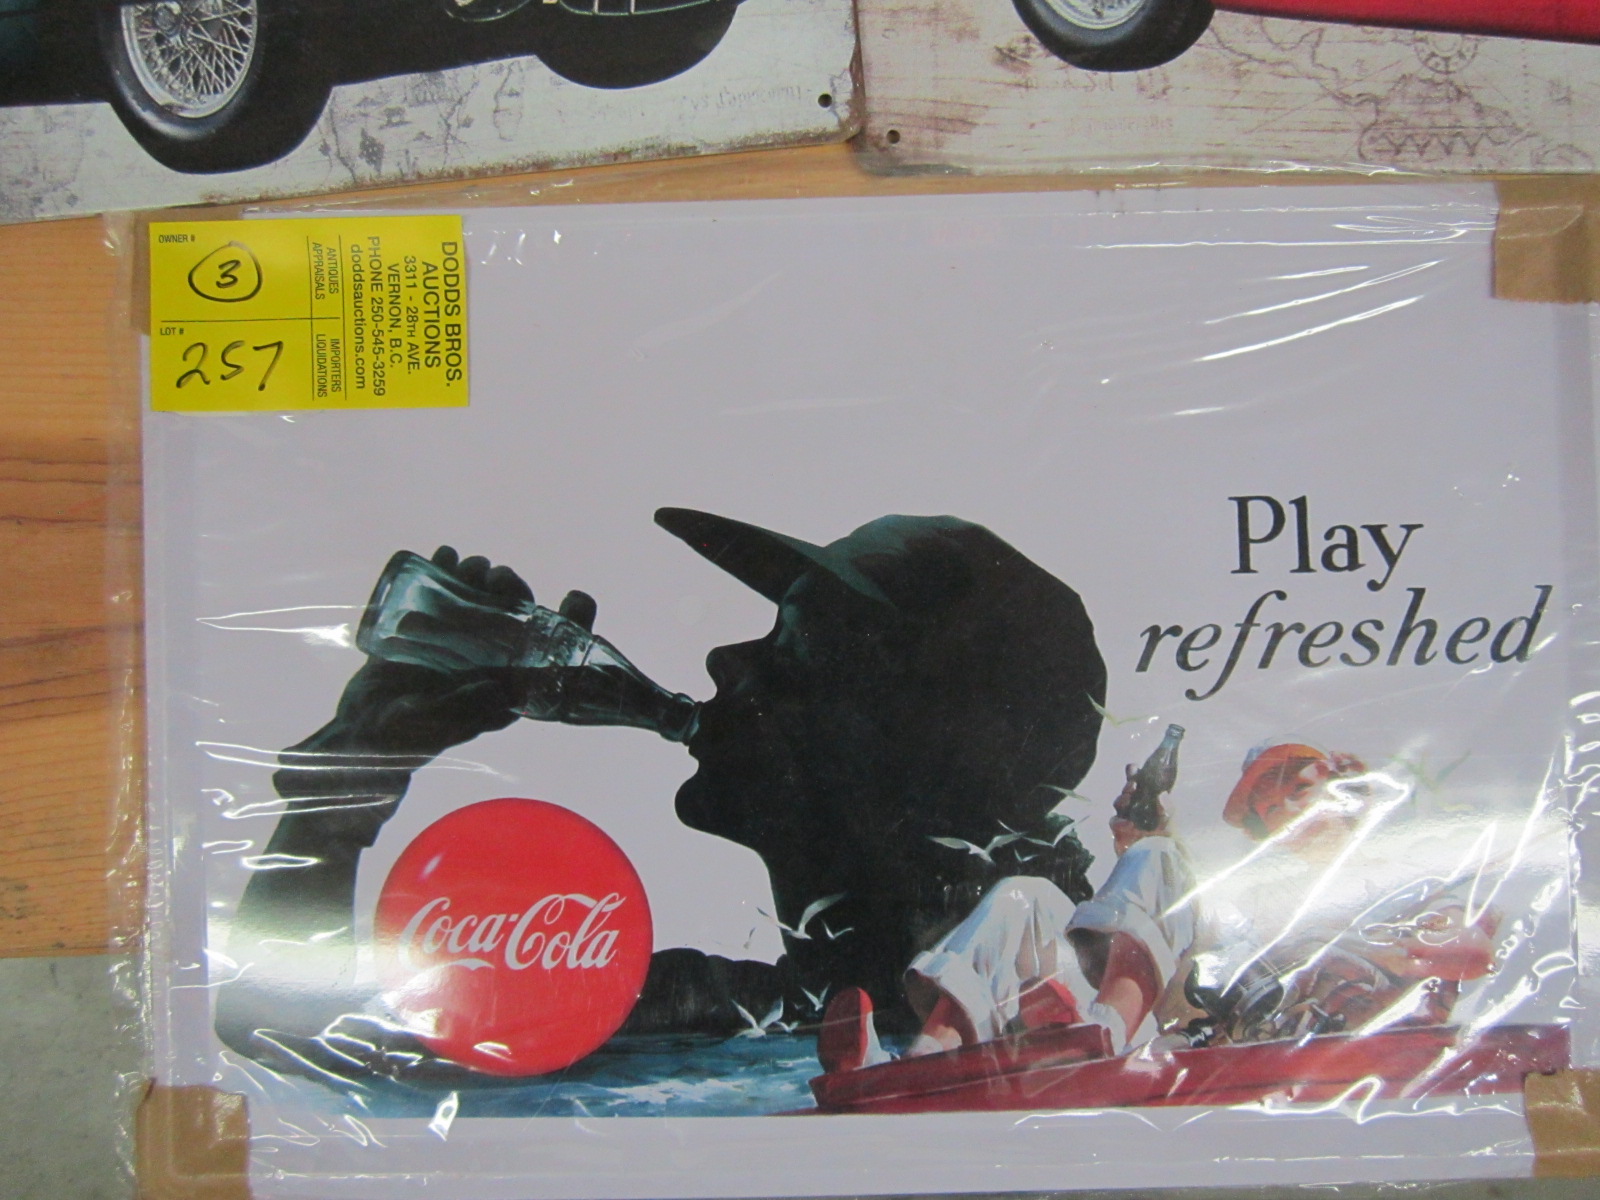 OWNER #
3
LOT #
257
DODDS BROS.
AUCTIONS
3311 - 28TH AVE.
VERNON, B.C.
PHONE 250-545-3259
doddsauctions.com
ANTIQUES
APPRAISALS
IMPORTERS
LIQUIDATIONS
Play
refreshed
Coca-Cola